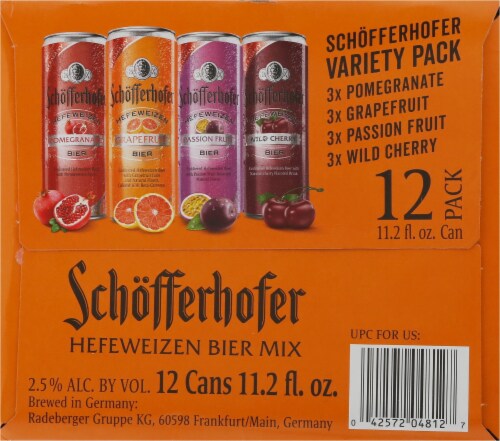 Schöfferhofer
HEFEWEIZEN
POMEGRANATE
BIER
Schöfferhofer
HEFEWEIZEN
GRAPEFRUIT
BIER
Schöfferhofer
HEFEWEIZEN
PASSION FRUIT
BIER
Schöfferhofer
HEFEWEIZEN
WILD CHERRY
BIER
SCHÖFFERHOFER
VARIETY PACK
3x POMEGRANATE
3x GRAPEFRUIT
3x PASSION FRUIT
3x WILD CHERRY
12 PACK
11.2 fl. oz. Can
Schöfferhofer
HEFEWEIZEN BIER MIX
2.5 % ALC. BY VOL. 12 Cans 11.2 fl. oz.
Brewed in Germany:
Radeberger Gruppe KG, 60598 Frankfurt/Main, Germany
UPC FOR US:
0 42572 04812 7